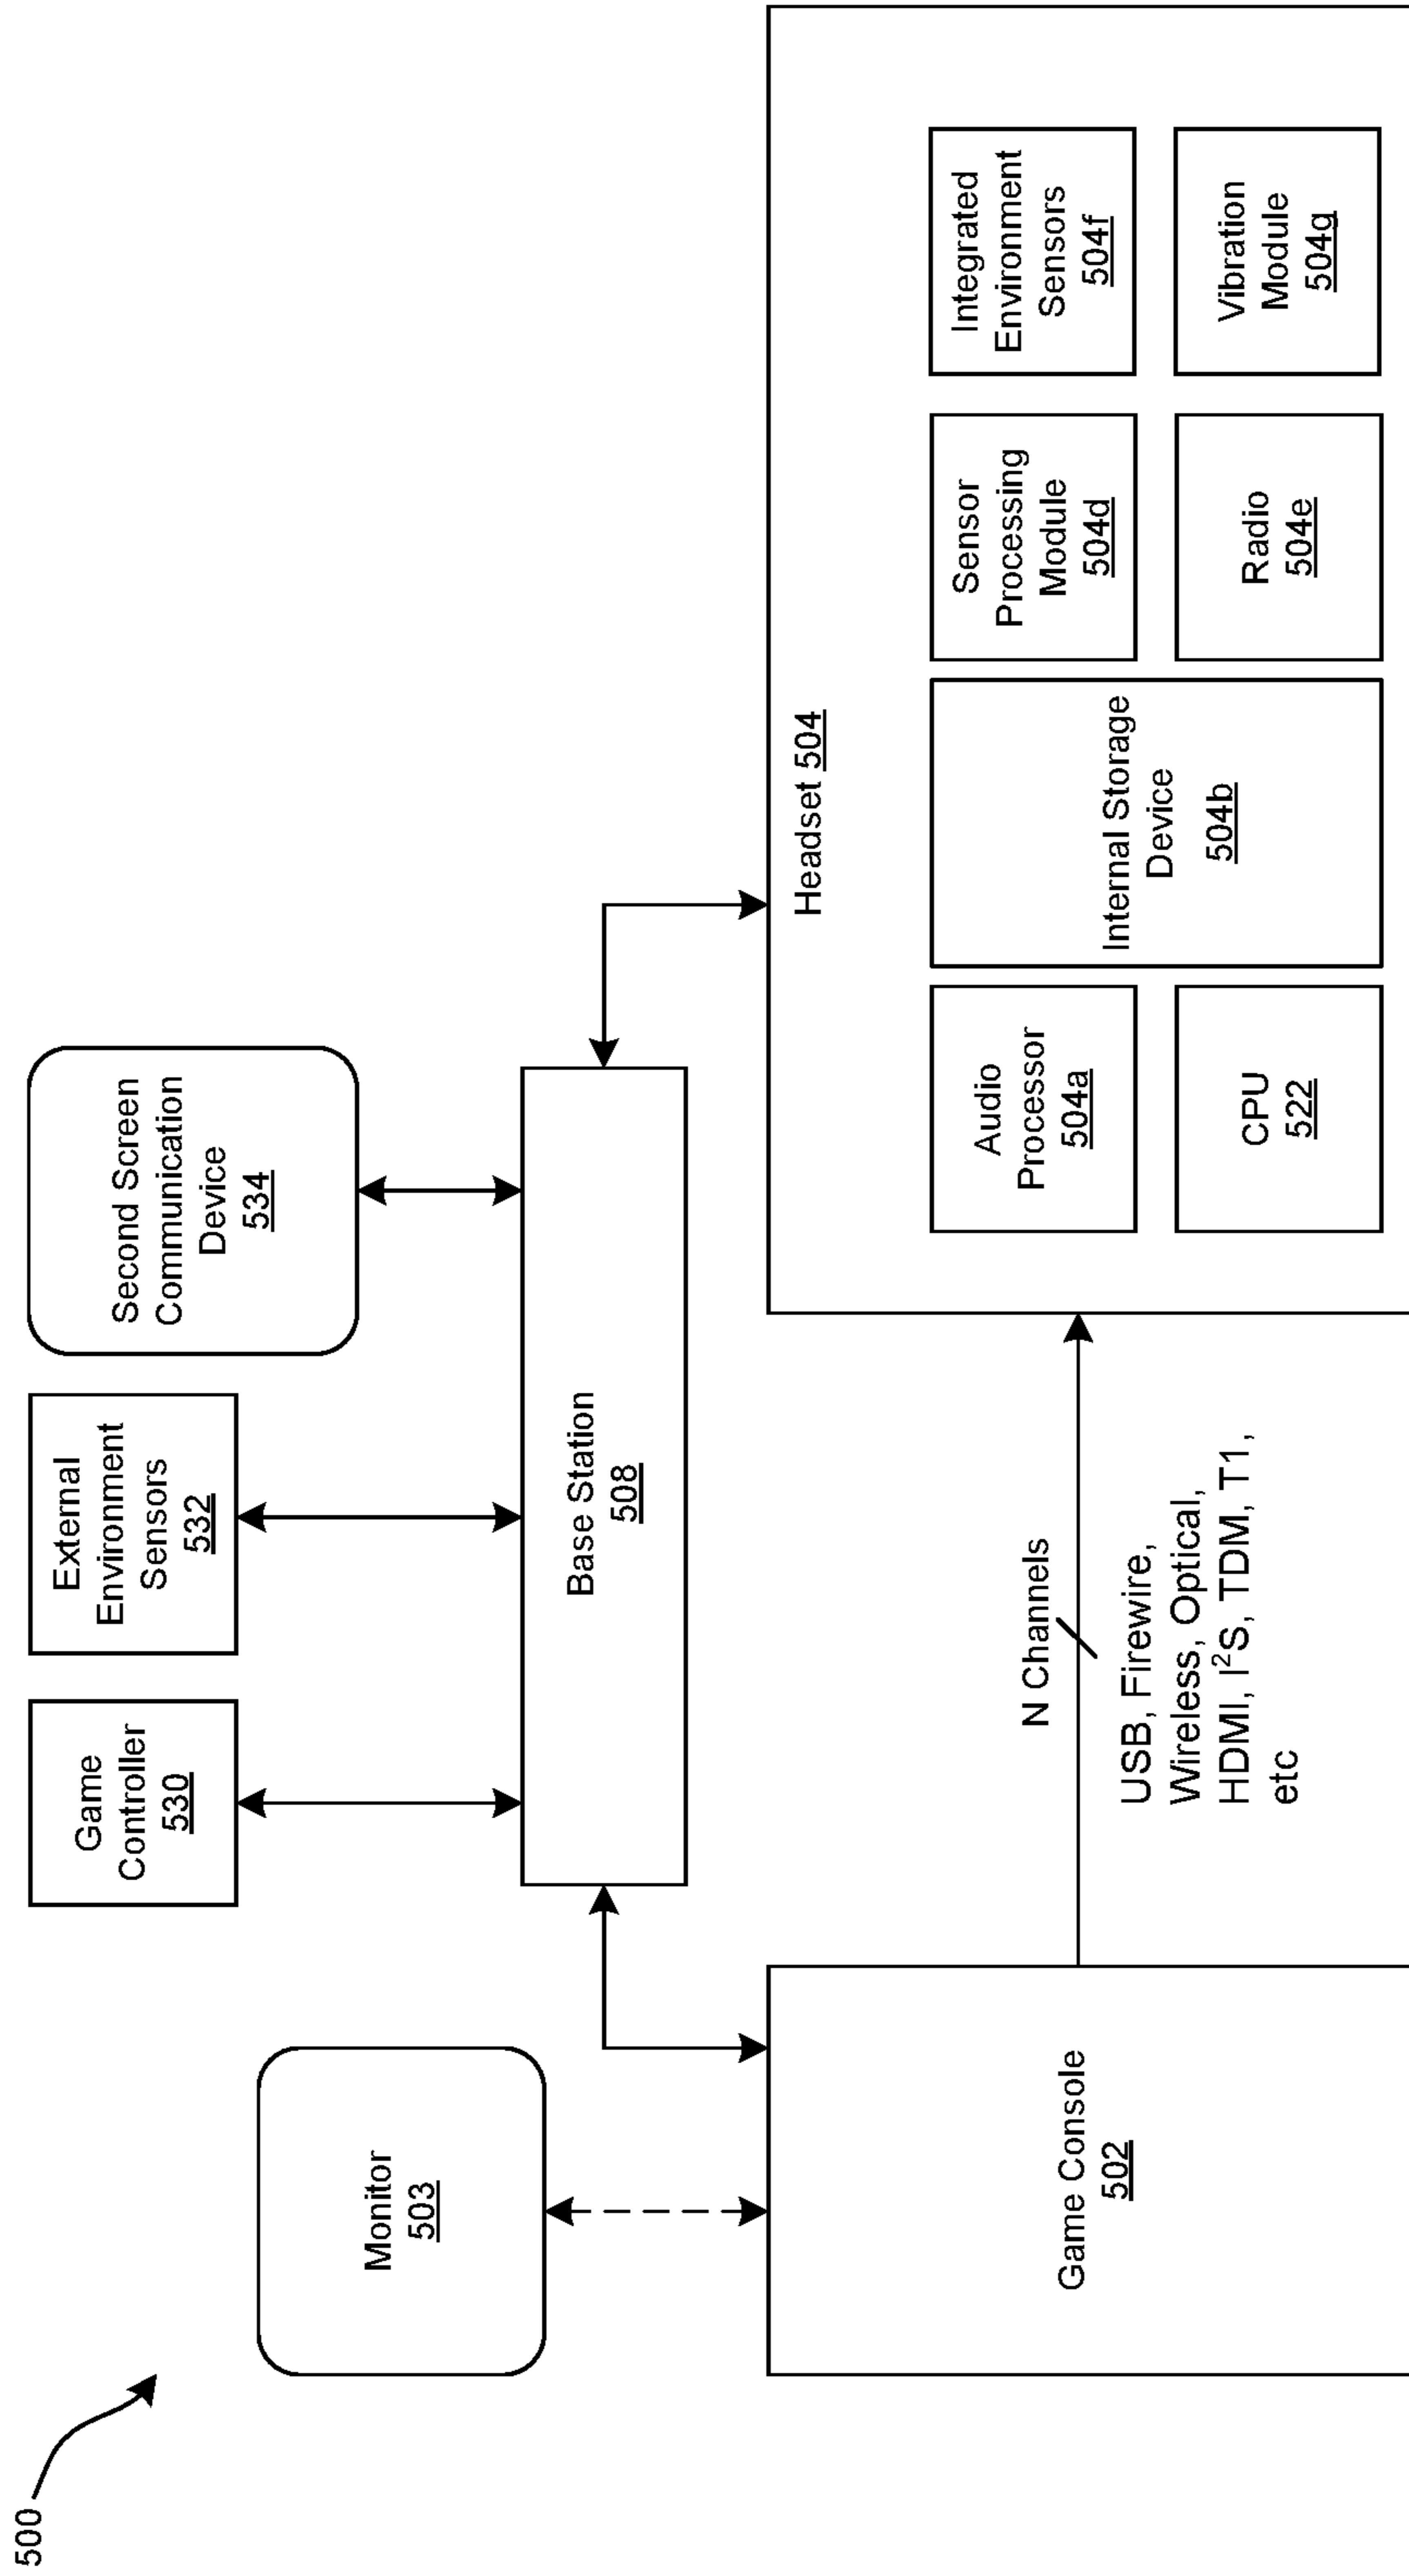 500
Monitor
503
Game
Controller
530
External
Environment
Sensors
532
Second Screen
Communication
Device
534
Base Station
508
Game Console
502
N Channels
USB, Firewire,
Wireless, Optical,
HDMI, I²S, TDM, T1,
etc
Headset 504
Audio
Processor
504a
CPU
522
Internal Storage
Device
504b
Sensor
Processing
Module
504d
Radio
504e
Integrated
Environment
Sensors
504f
Vibration
Module
504g